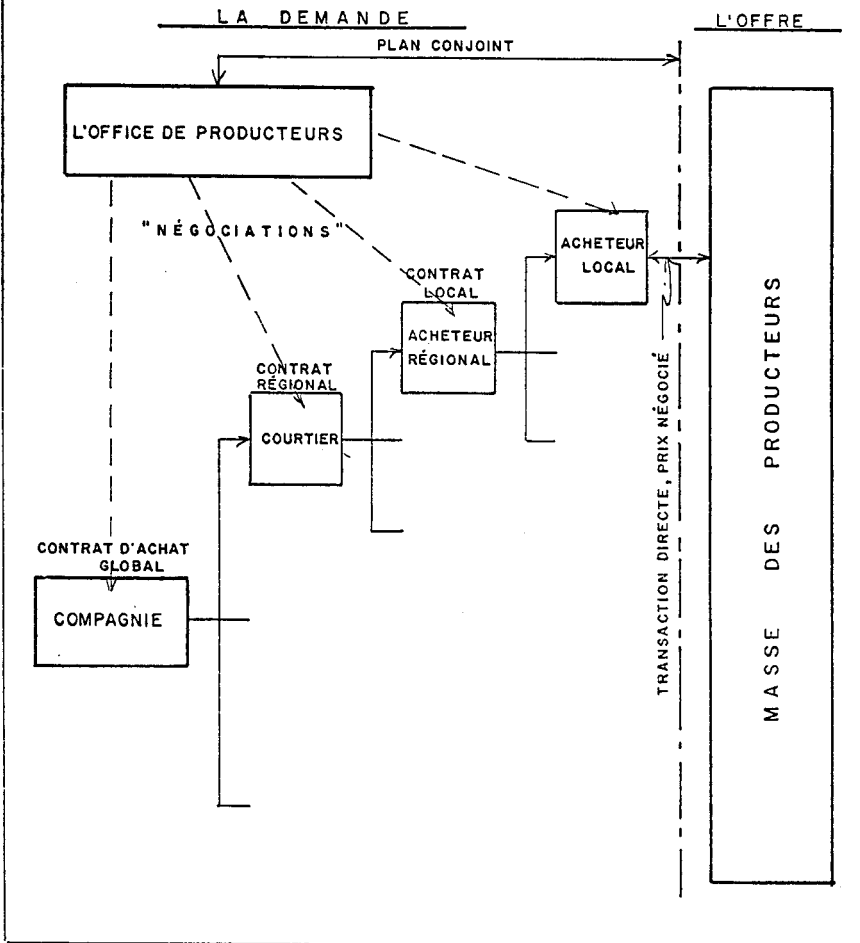 LA DEMANDE
L'OFFRE
PLAN CONJOINT
L'OFFICE DE PRODUCTEURS
"NÉGOCIATIONS"
ACHETEUR
LOCAL
CONTRAT
LOCAL
ACHETEUR
RÉGIONAL
CONTRAT
RÉGIONAL
COURTIER
CONTRAT D'ACHAT
GLOBAL
COMPAGNIE
TRANSACTION DIRECTE, PRIX NÉGOCIÉ
MASSE DES PRODUCTEURS